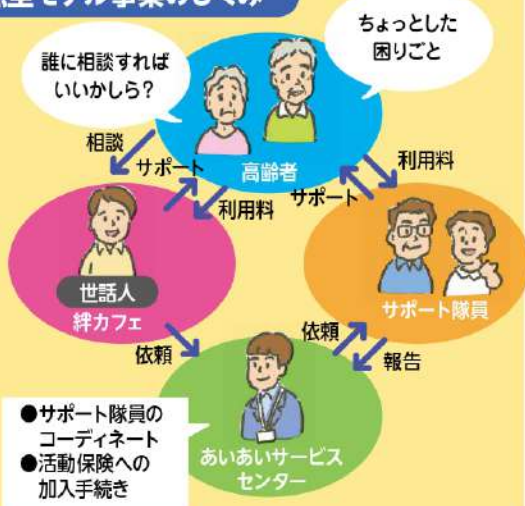 モデル事業のしくみ
誰に相談すれば
いいかしら?
ちょっとした
困りごと
相談
サポート
高齢者
利用料
サポート
利用料
世話人
絆カフェ
サポート隊員
依頼
依頼
報告
●サポート隊員の
コーディネート
●活動保険への
加入手続き
あいあいサービス
センター